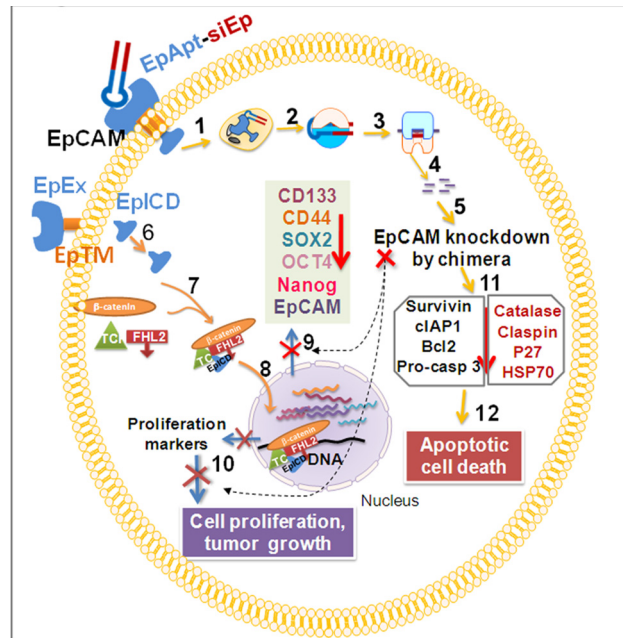 EpApt-siEp
EpCAM
1
2
3
4
5
EpEx
EpICD
EpTM
6
7
CD133
CD44
SOX2
OCT4
Nanog
EpCAM
EpCAM knockdown
by chimera
11
Survivin
cIAP1
Bcl2
Pro-casp 3
Catalase
Claspin
P27
HSP70
12
Apoptotic
cell death
β-catenin
TCF
FHL2
β-catenin
TC
FHL2
EpICD
8
9
Proliferation
markers
10
β-catenin
TC
FHL2
EpICD
DNA
Nucleus
Cell proliferation,
tumor growth